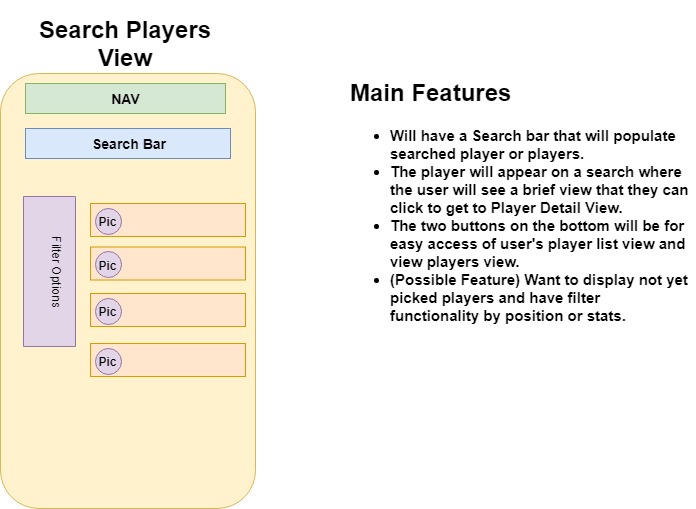 Search Players
View
NAV
Search Bar
Filter Options
Pic
Pic
Pic
Pic
Main Features
• Will have a Search bar that will populate
searched player or players.
• The player will appear on a search where
the user will see a brief view that they can
click to get to Player Detail View.
• The two buttons on the bottom will be for
easy access of user's player list view and
view players view.
• (Possible Feature) Want to display not yet
picked players and have filter
functionality by position or stats.